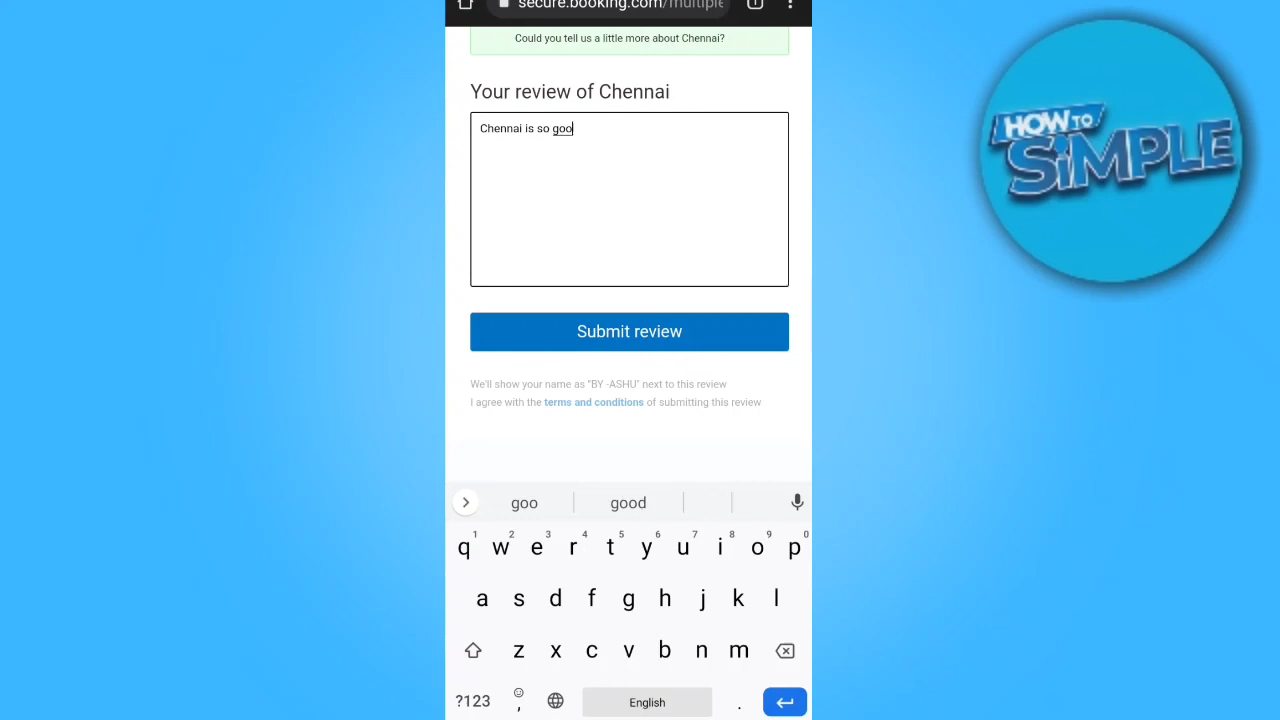 secure.booking.com/multiple
1
Could you tell us a little more about Chennai?
HOW TO
SIMPLE
Your review of Chennai
Chennai is so goo
Submit review
We'll show your name as "BY -ASHU" next to this review
I agree with the terms and conditions of submitting this review
goo good
1 2 3 4 5 6 7 8 9 0
q w e r t y u i o p
a s d f g h j k l
z x c v b n m
?123 , English .